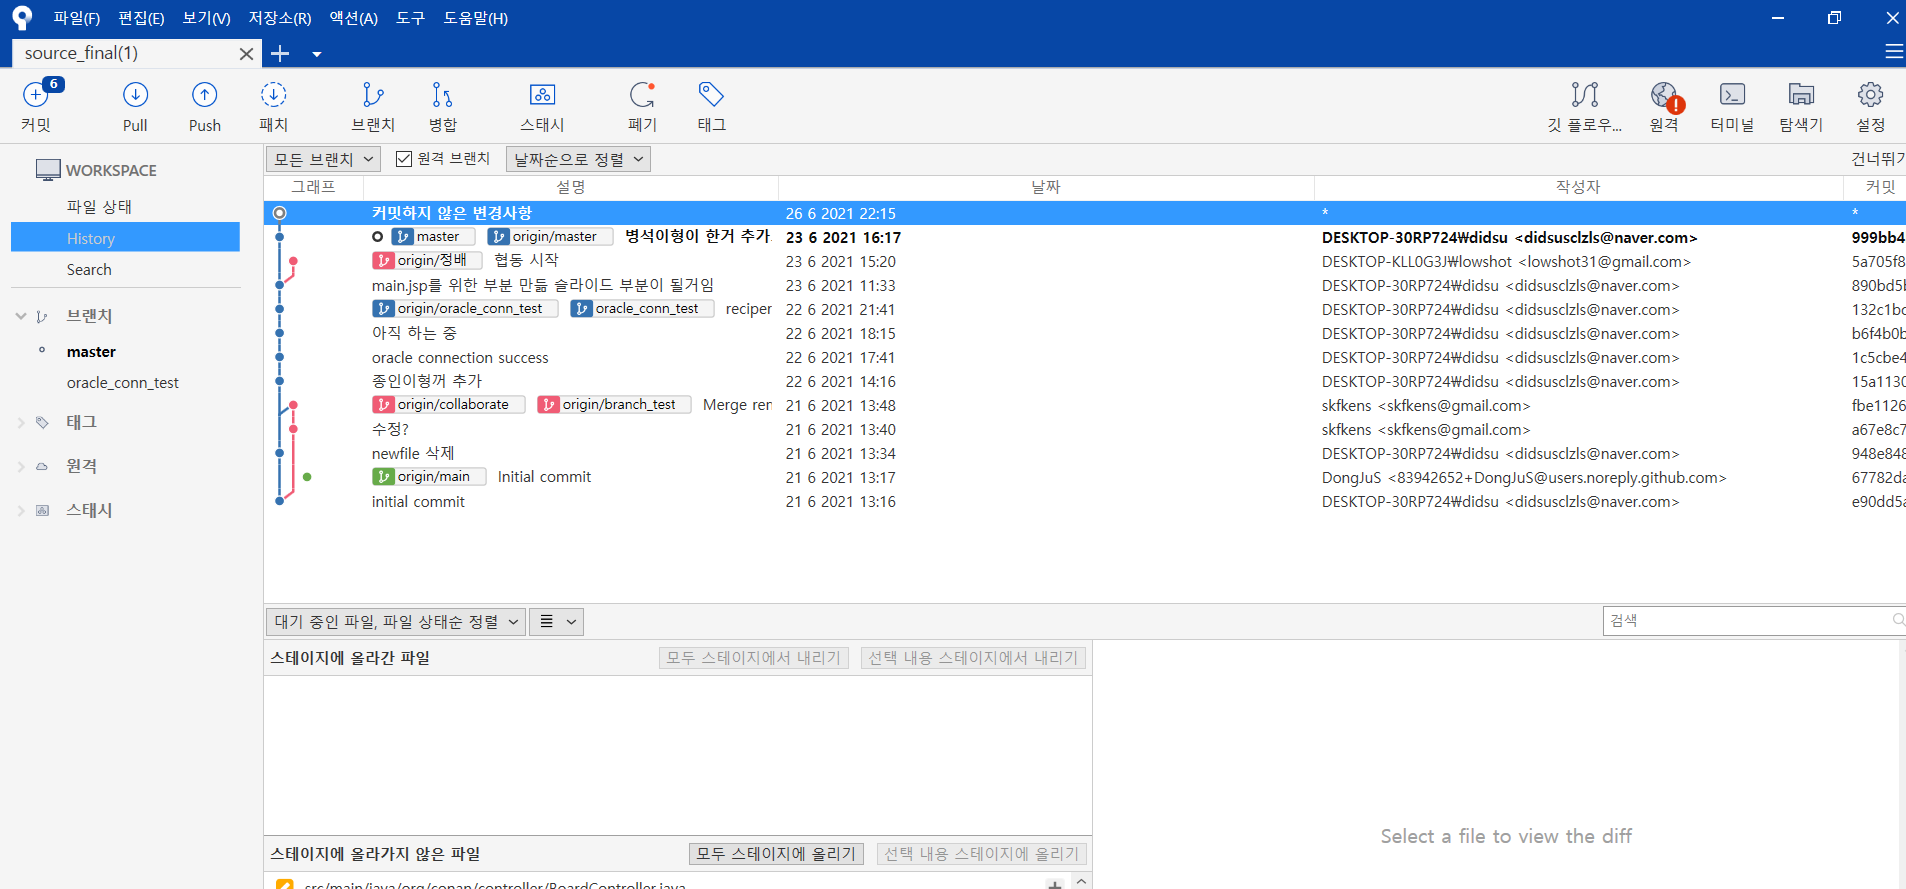 파일(F) 편집(E) 보기(V) 저장소(R) 액션(A) 도구 도움말(H)
source_final(1)
6
커밋 Pull Push 패치 브랜치 병합 스태시 폐기 태그 깃 플로우... 원격 터미널 탐색기 설정
WORKSPACE
파일 상태
History
Search
브랜치
master
oracle_conn_test
태그
원격
스태시
모든 브랜치 원격 브랜치 날짜순으로 정렬 건너뛰기
그래프 설명 날짜 작성자 커밋
커밋하지 않은 변경사항 26 6 2021 22:15 * *
master origin/master 병석이형이 한거 추가. 23 6 2021 16:17 DESKTOP-30RP724₩didsu <didsusclzls@naver.com> 999bb4
origin/정배 협동 시작 23 6 2021 15:20 DESKTOP-KLL0G3J₩lowshot <lowshot31@gmail.com> 5a705f8
main.jsp를 위한 부분 만듦 슬라이드 부분이 될거임 23 6 2021 11:33 DESKTOP-30RP724₩didsu <didsusclzls@naver.com> 890bd5b
origin/oracle_conn_test oracle_conn_test reciper 22 6 2021 21:41 DESKTOP-30RP724₩didsu <didsusclzls@naver.com> 132c1bc
아직 하는 중 22 6 2021 18:15 DESKTOP-30RP724₩didsu <didsusclzls@naver.com> b6f4b0b
oracle connection success 22 6 2021 17:41 DESKTOP-30RP724₩didsu <didsusclzls@naver.com> 1c5cbe4
종인이형꺼 추가 22 6 2021 14:16 DESKTOP-30RP724₩didsu <didsusclzls@naver.com> 15a1130
origin/collaborate origin/branch_test Merge ren 21 6 2021 13:48 skfkens <skfkens@gmail.com> fbe1126
수정? 21 6 2021 13:40 skfkens <skfkens@gmail.com> a67e8c7
newfile 삭제 21 6 2021 13:34 DESKTOP-30RP724₩didsu <didsusclzls@naver.com> 948e848
origin/main Initial commit 21 6 2021 13:17 DongJuS <83942652+DongJuS@users.noreply.github.com> 67782da
initial commit 21 6 2021 13:16 DESKTOP-30RP724₩didsu <didsusclzls@naver.com> e90dd5a
대기 중인 파일, 파일 상태순 정렬 검색
스테이지에 올라간 파일 모두 스테이지에서 내리기 선택 내용 스테이지에서 내리기
Select a file to view the diff
스테이지에 올라가지 않은 파일 모두 스테이지에 올리기 선택 내용 스테이지에 올리기
src/main/java/org/conan/controller/BoardController.java